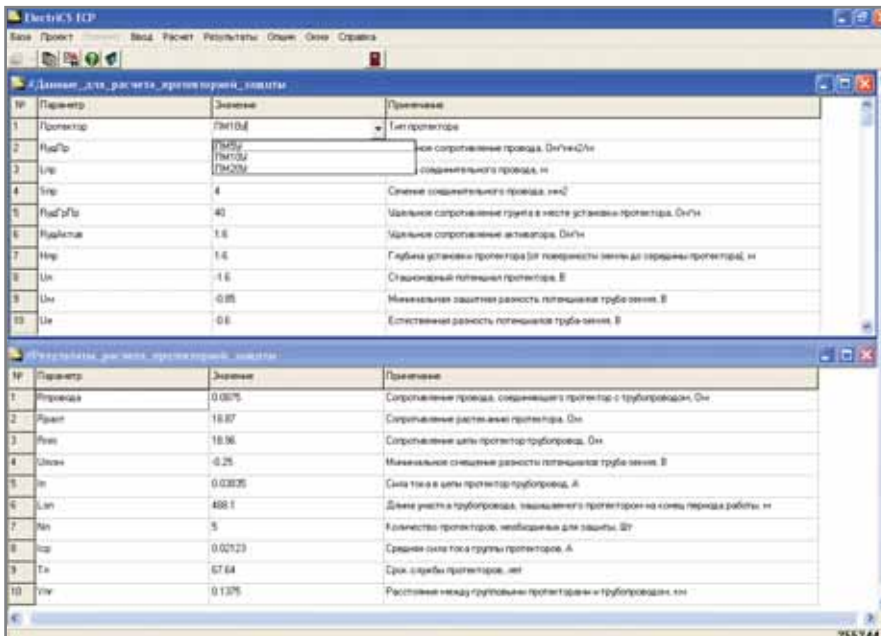 ElectriCS ECP
База Проект Ввод Расчет Результаты Опции Окно Справка
#Данные_для_расчета_протекторной_защиты
№ Параметр Значение Примечание
1 Протектор ПМ10У Тип протектора
2 RудПр ПМ5У сопротивление провода, Ом*мм2/м
ПМ10У
3 Lпр ПМ20У соединительного провода, м
4 Sпр 4 Сечение соединительного провода, мм2
5 RудГрПр 40 Удельное сопротивление грунта в месте установки протектора, Ом*м
6 RудАктив 1.6 Удельное сопротивление активатора, Ом*м
7 Hпр 1.6 Глубина установки протектора (от поверхности земли до середины протектора), м
8 Uп -1.6 Стационарный потенциал протектора, В
9 Uм -0.85 Минимальная защитная разность потенциалов труба-земля, В
10 Uе -0.6 Естественная разность потенциалов труба-земля, В
#Результаты_расчета_протекторной_защиты
№ Параметр Значение Примечание
1 Rпровода 0.0875 Сопротивление провода, соединяющего протектор с трубопроводом, Ом
2 Rраст 18.87 Сопротивление растеканию протектора, Ом
3 18.96 Сопротивление цепи протектор-трубопровод, Ом
4 -0.25 Минимальное смещение разности потенциалов труба-земля, В
5 Iп 0.03835 Сила тока в цепи протектор-трубопровод, А
6 488.1 Длина участка трубопровода, защищаемого протектором на конец периода работы, м
7 Nп 5 Количество протекторов, необходимых для защиты, Шт
8 Iср 0.02123 Средняя сила тока группы протекторов, А
9 67.64 Срок службы протекторов, лет
10 0.1375 Расстояние между групповыми протекторами и трубопроводом, км